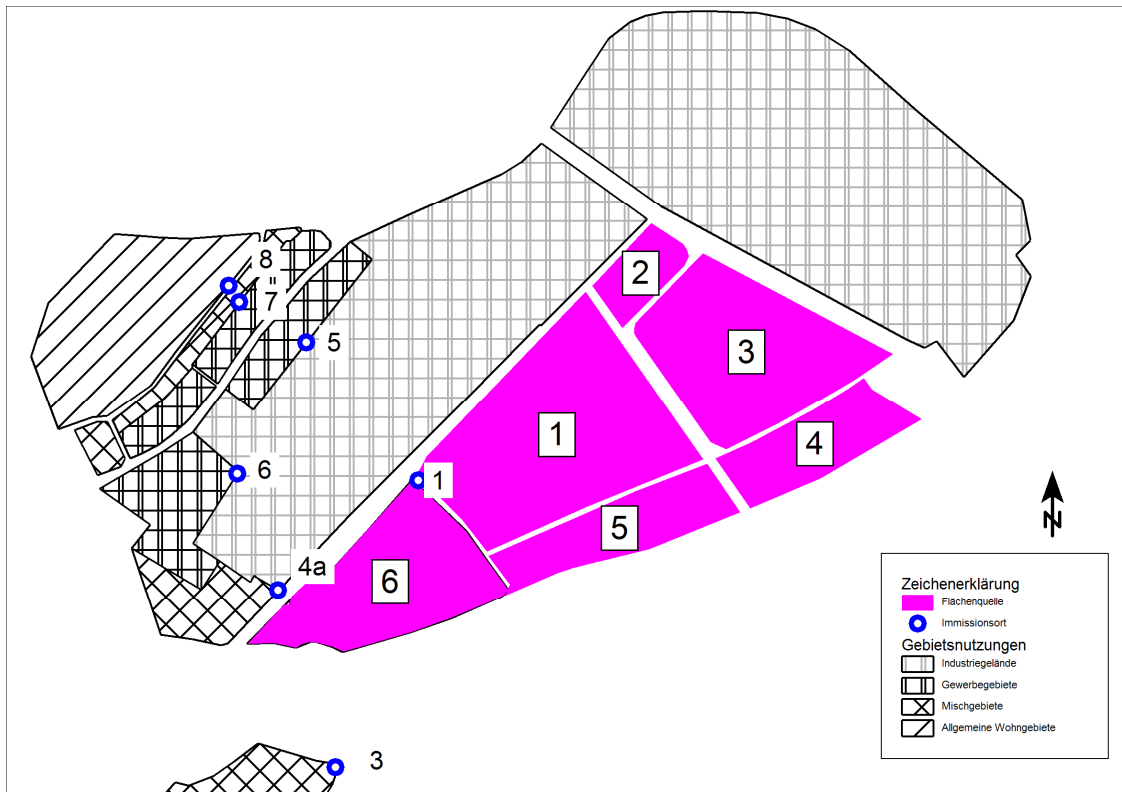 8
7
5
2
3
1
4
6
1
5
4a
6
N
3
Zeichenerklärung
Flächenquelle
Immissionsort
Gebietsnutzungen
Industriegelände
Gewerbegebiete
Mischgebiete
Allgemeine Wohngebiete